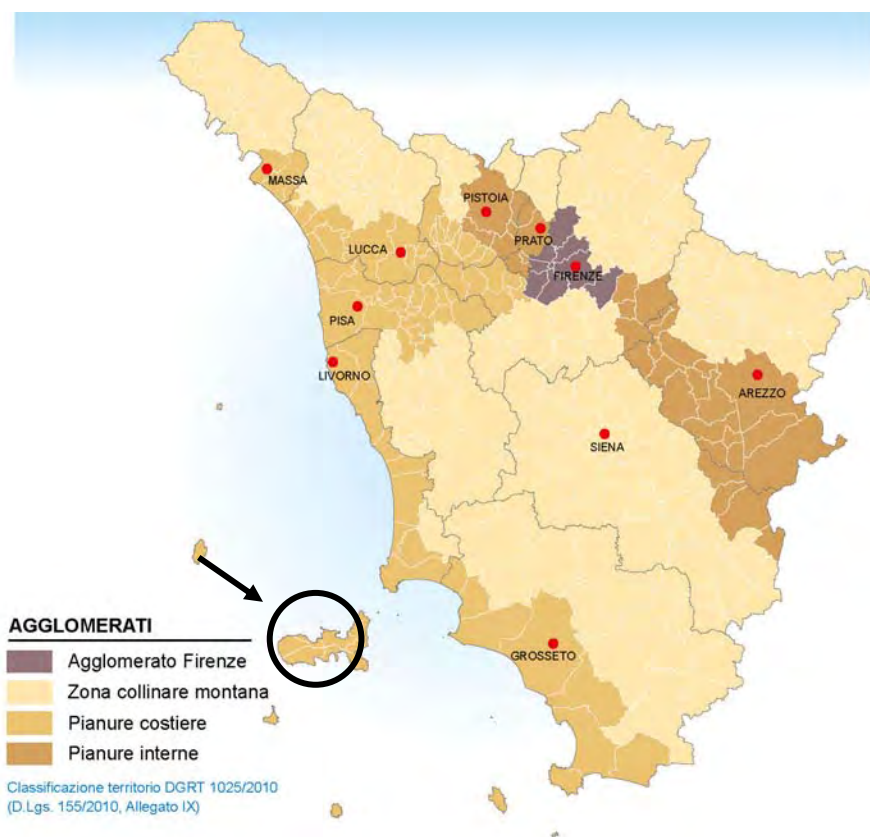 MASSA
PISTOIA
PRATO
LUCCA
FIRENZE
PISA
LIVORNO
AREZZO
SIENA
GROSSETO
AGGLOMERATI
Agglomerato Firenze
Zona collinare montana
Pianure costiere
Pianure interne
Classificazione territorio DGRT 1025/2010
(D.Lgs. 155/2010, Allegato IX)